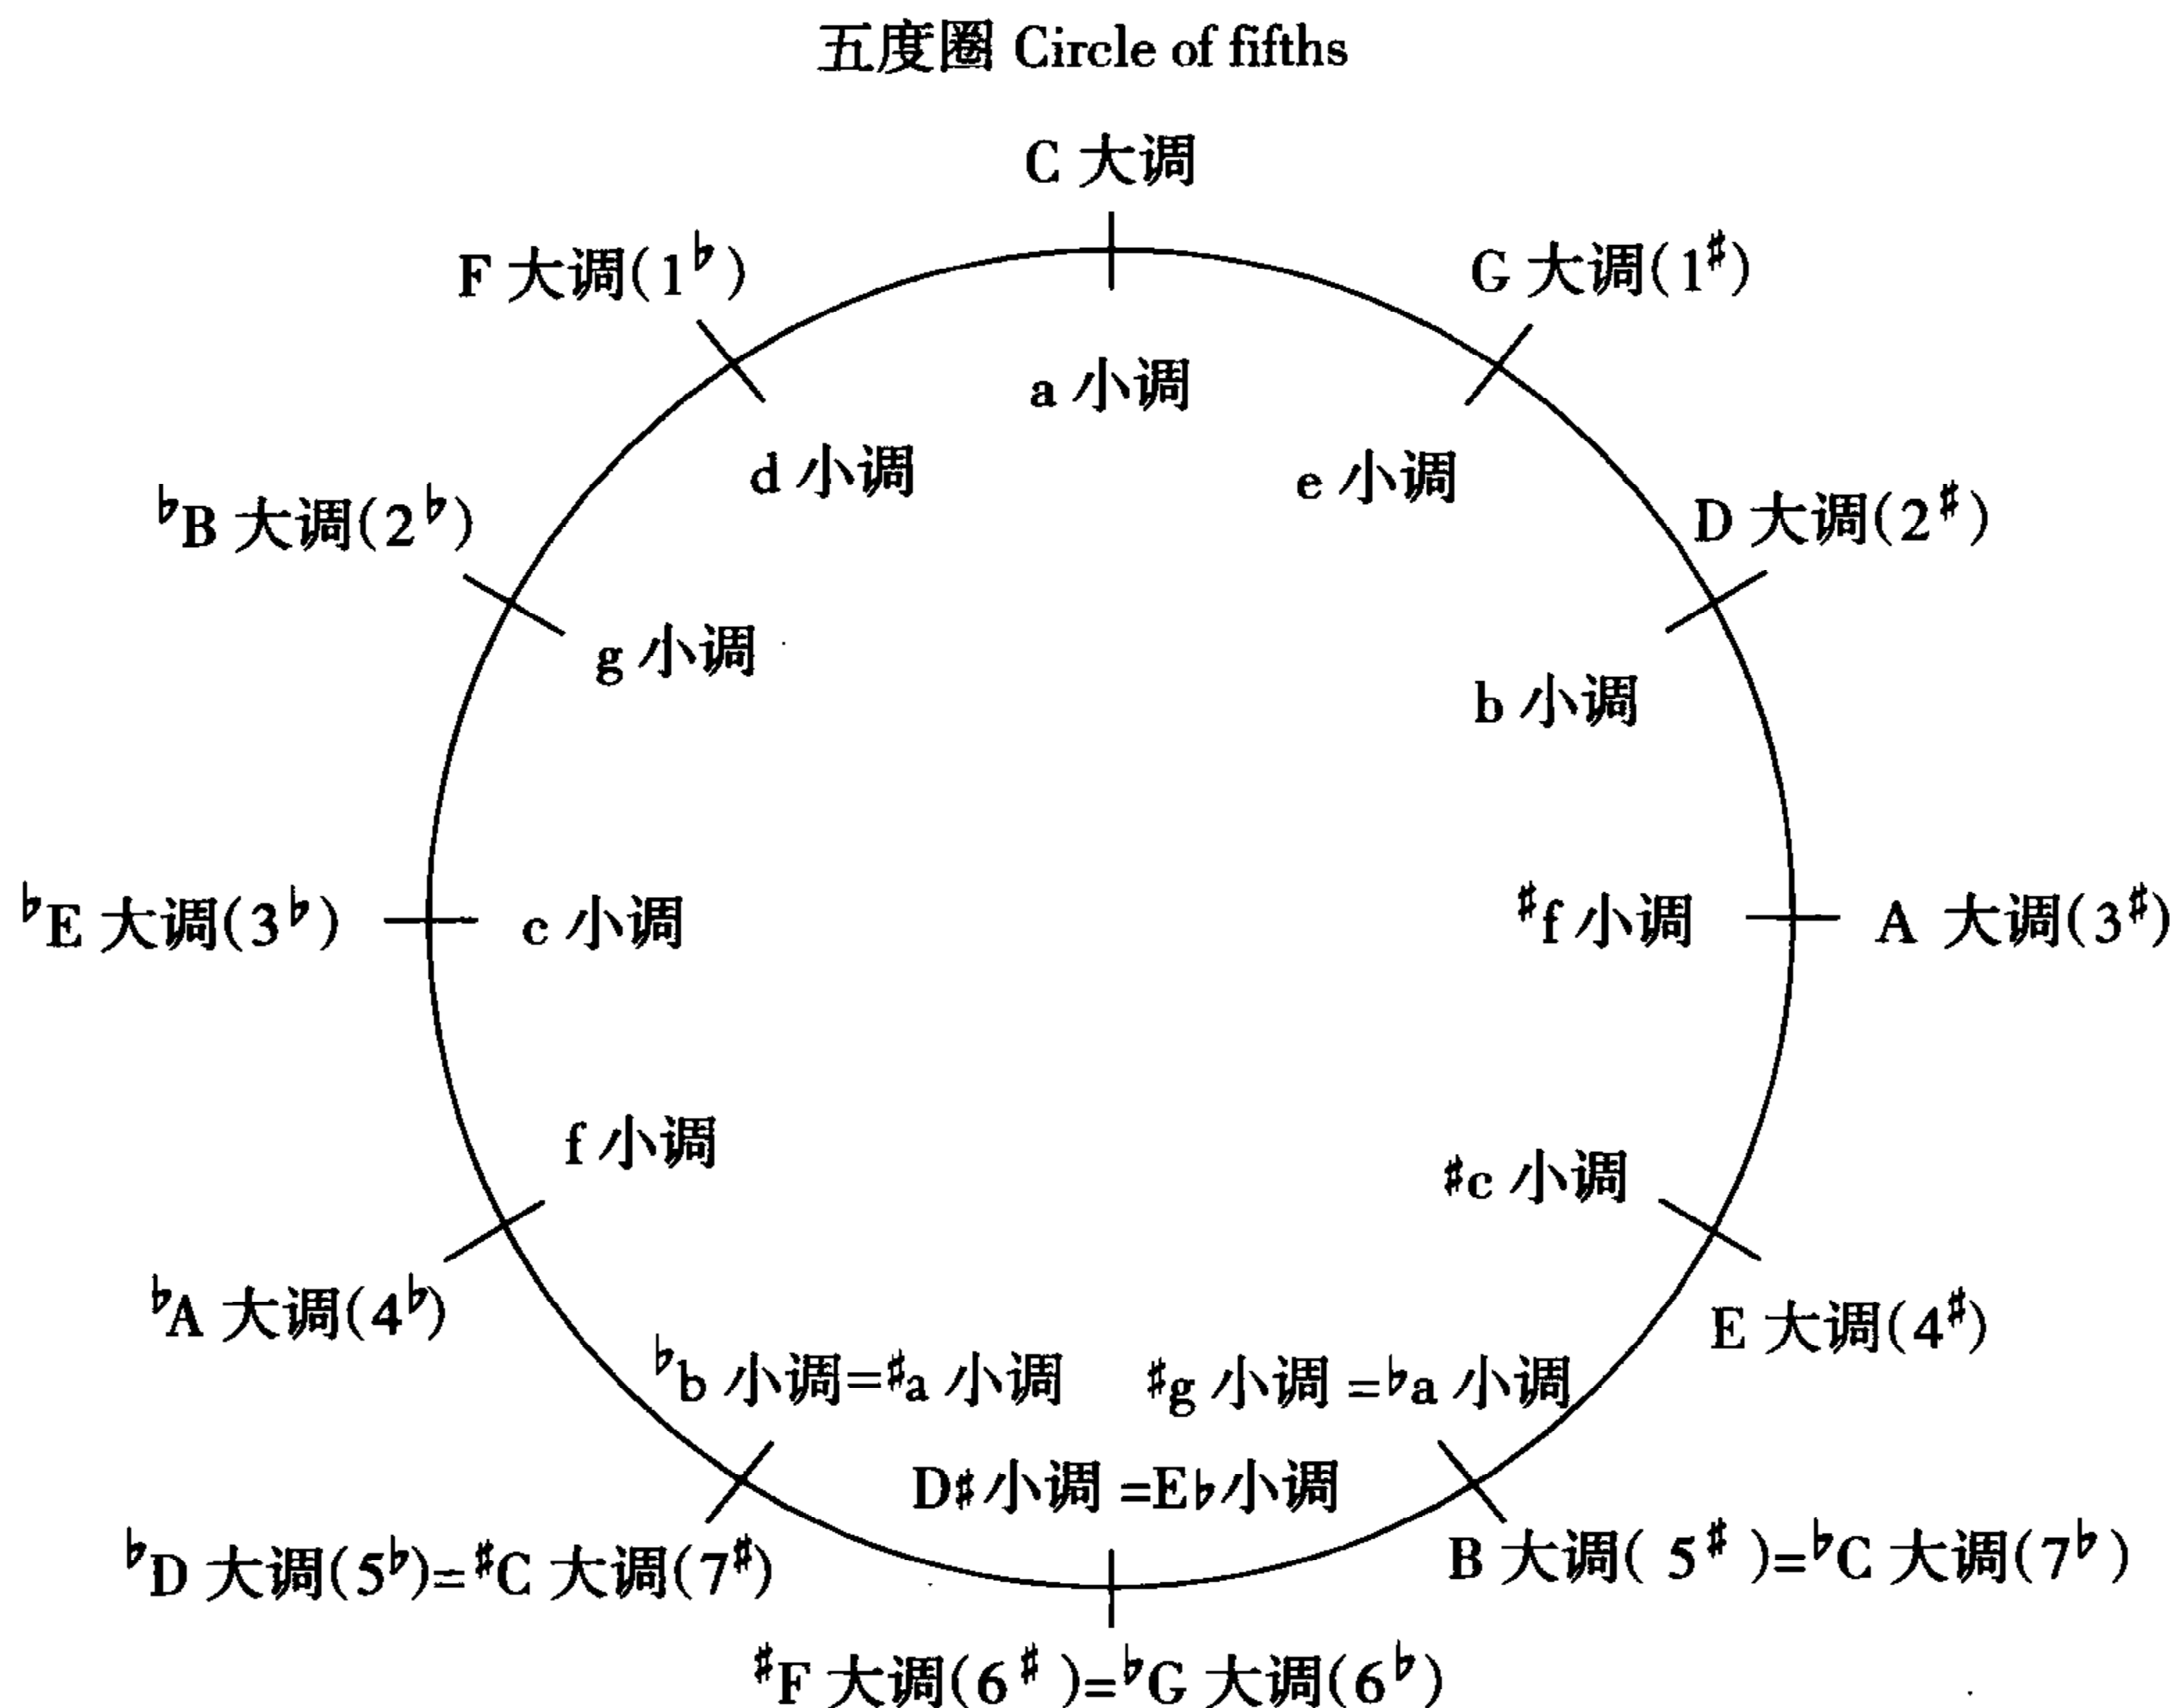 五度圈 Circle of fifths
C 大调
F 大调(1♭)
G 大调(1♯)
a 小调
d 小调
e 小调
♭B 大调(2♭)
D 大调(2♯)
g 小调
b 小调
♭E 大调(3♭)
c 小调
♯f 小调
A 大调(3♯)
f 小调
♯c 小调
♭A 大调(4♭)
E 大调(4♯)
♭b 小调=♯a 小调
♯g 小调 =♭a 小调
D♯小调 =E♭小调
♭D 大调(5♭)=♯C 大调(7♯)
B 大调( 5♯ )=♭C 大调(7♭)
♯F 大调(6♯ )=♭G 大调(6♭)